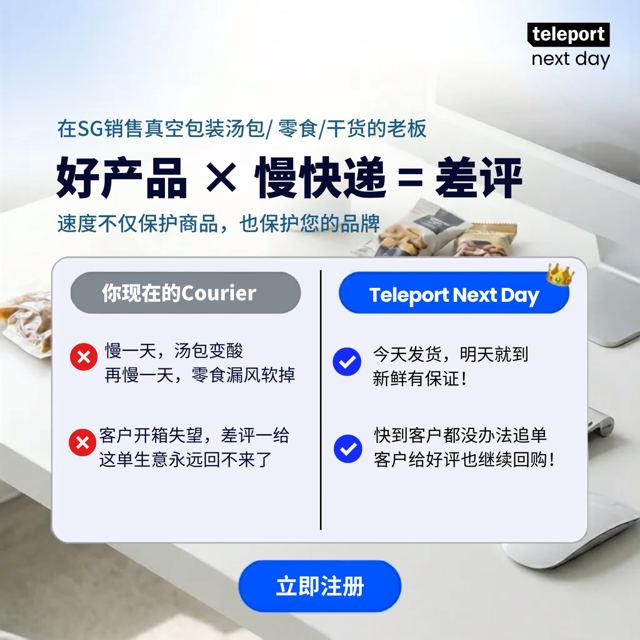 teleport
next day
在SG销售真空包装汤包/ 零食/干货的老板
好产品 × 慢快递 = 差评
速度不仅保护商品，也保护您的品牌
你现在的Courier
慢一天，汤包变酸
再慢一天，零食漏风软掉
客户开箱失望，差评一给
这单生意永远回不来了
Teleport Next Day
今天发货，明天就到
新鲜有保证！
快到客户都没办法追单
客户给好评也继续回购！
立即注册